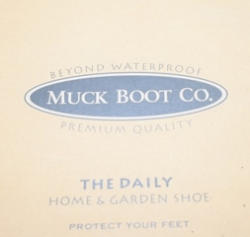 BEYOND WATERPROOF
MUCK BOOT CO.
PREMIUM QUALITY
THE DAILY
HOME & GARDEN SHOE
PROTECT YOUR FEET